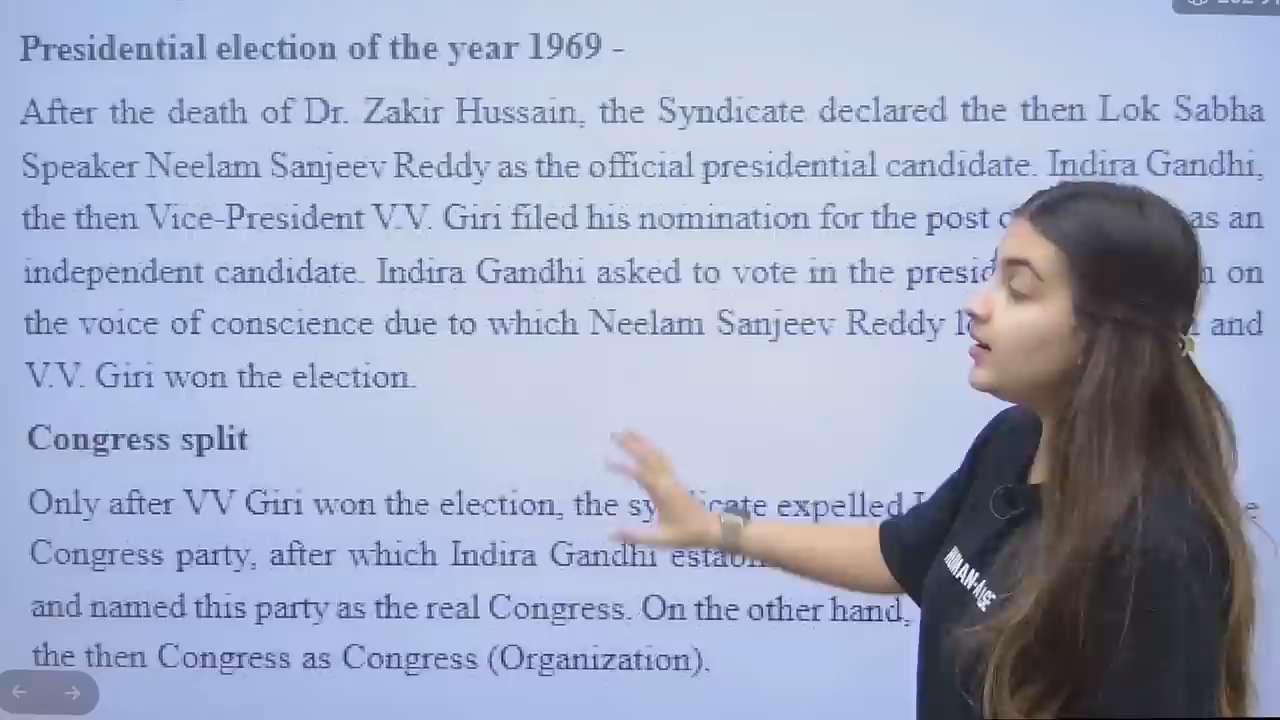 Presidential election of the year 1969 -
After the death of Dr. Zakir Hussain, the Syndicate declared the then Lok Sabha
Speaker Neelam Sanjeev Reddy as the official presidential candidate. Indira Gandhi,
the then Vice-President V.V. Giri filed his nomination for the post as an
independent candidate. Indira Gandhi asked to vote in the on
the voice of conscience due to which Neelam Sanjeev Reddy and
V.V. Giri won the election.
Congress split
Only after VV Giri won the election, the expelled
Congress party, after which Indira Gandhi
and named this party as the real Congress. On the other hand,
the then Congress as Congress (Organization).